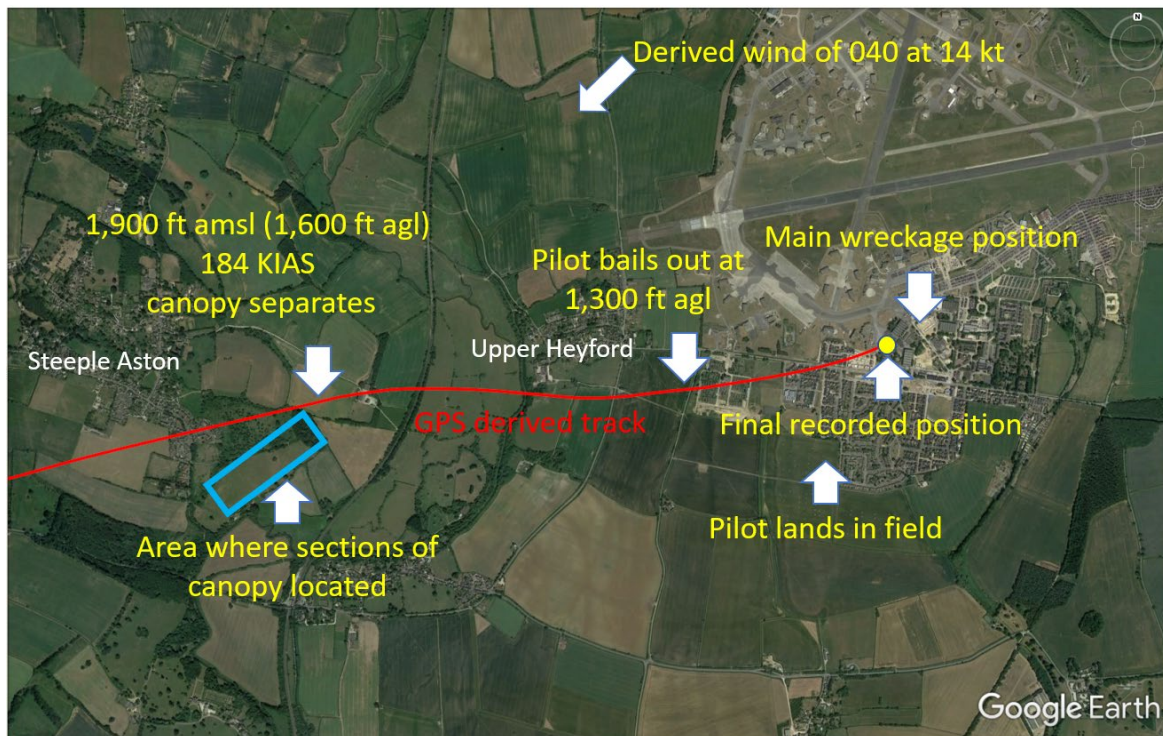 Derived wind of 040 at 14 kt
1,900 ft amsl (1,600 ft agl)
184 KIAS
canopy separates
Pilot bails out at
1,300 ft agl
Main wreckage position
Steeple Aston
Upper Heyford
GPS derived track
Final recorded position
Pilot lands in field
Area where sections of
canopy located
Google Earth
N